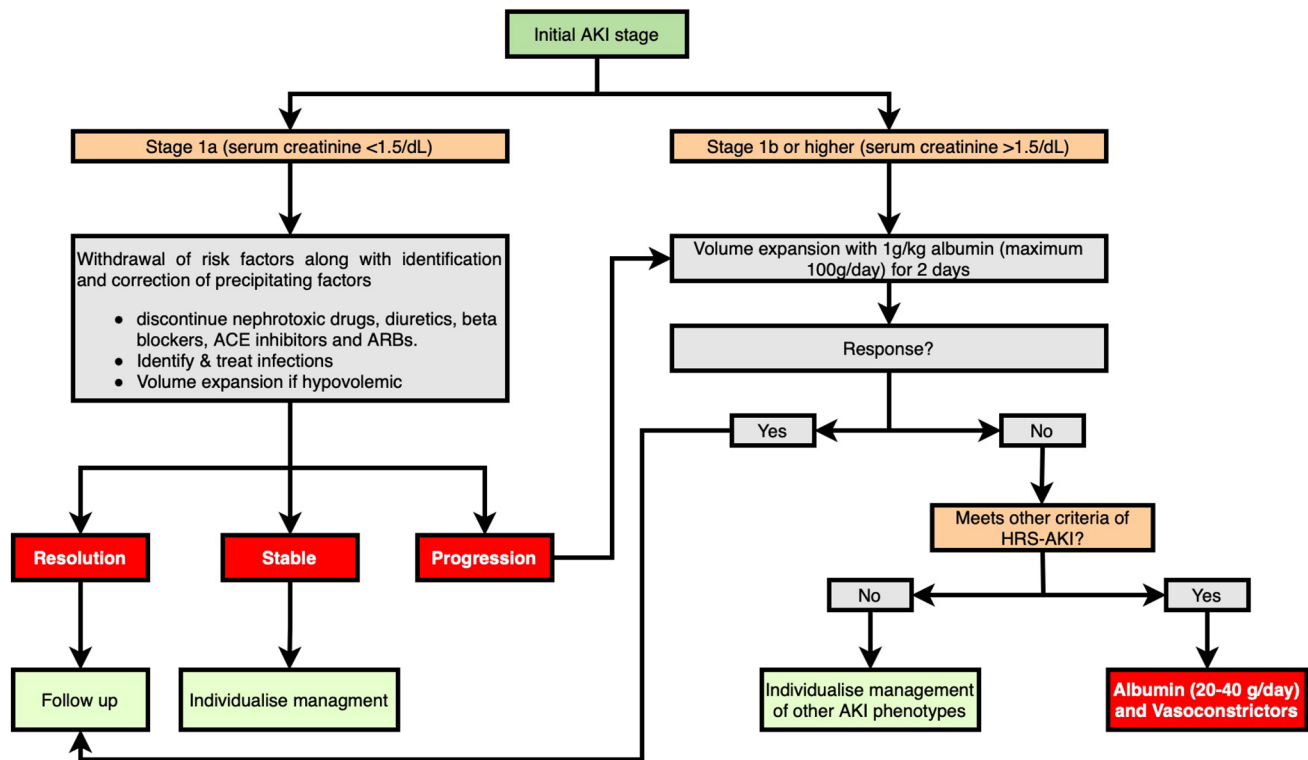 Initial AKI stage
Stage 1a (serum creatinine <1.5/dL)
Stage 1b or higher (serum creatinine >1.5/dL)
Withdrawal of risk factors along with identification
and correction of precipitating factors
● discontinue nephrotoxic drugs, diuretics, beta
blockers, ACE inhibitors and ARBs.
● Identify & treat infections
● Volume expansion if hypovolemic
Volume expansion with 1g/kg albumin (maximum
100g/day) for 2 days
Response?
Yes
No
Meets other criteria of
HRS-AKI?
Resolution
Stable
Progression
No
Yes
Follow up
Individualise managment
Individualise management
of other AKI phenotypes
Albumin (20-40 g/day)
and Vasoconstrictors